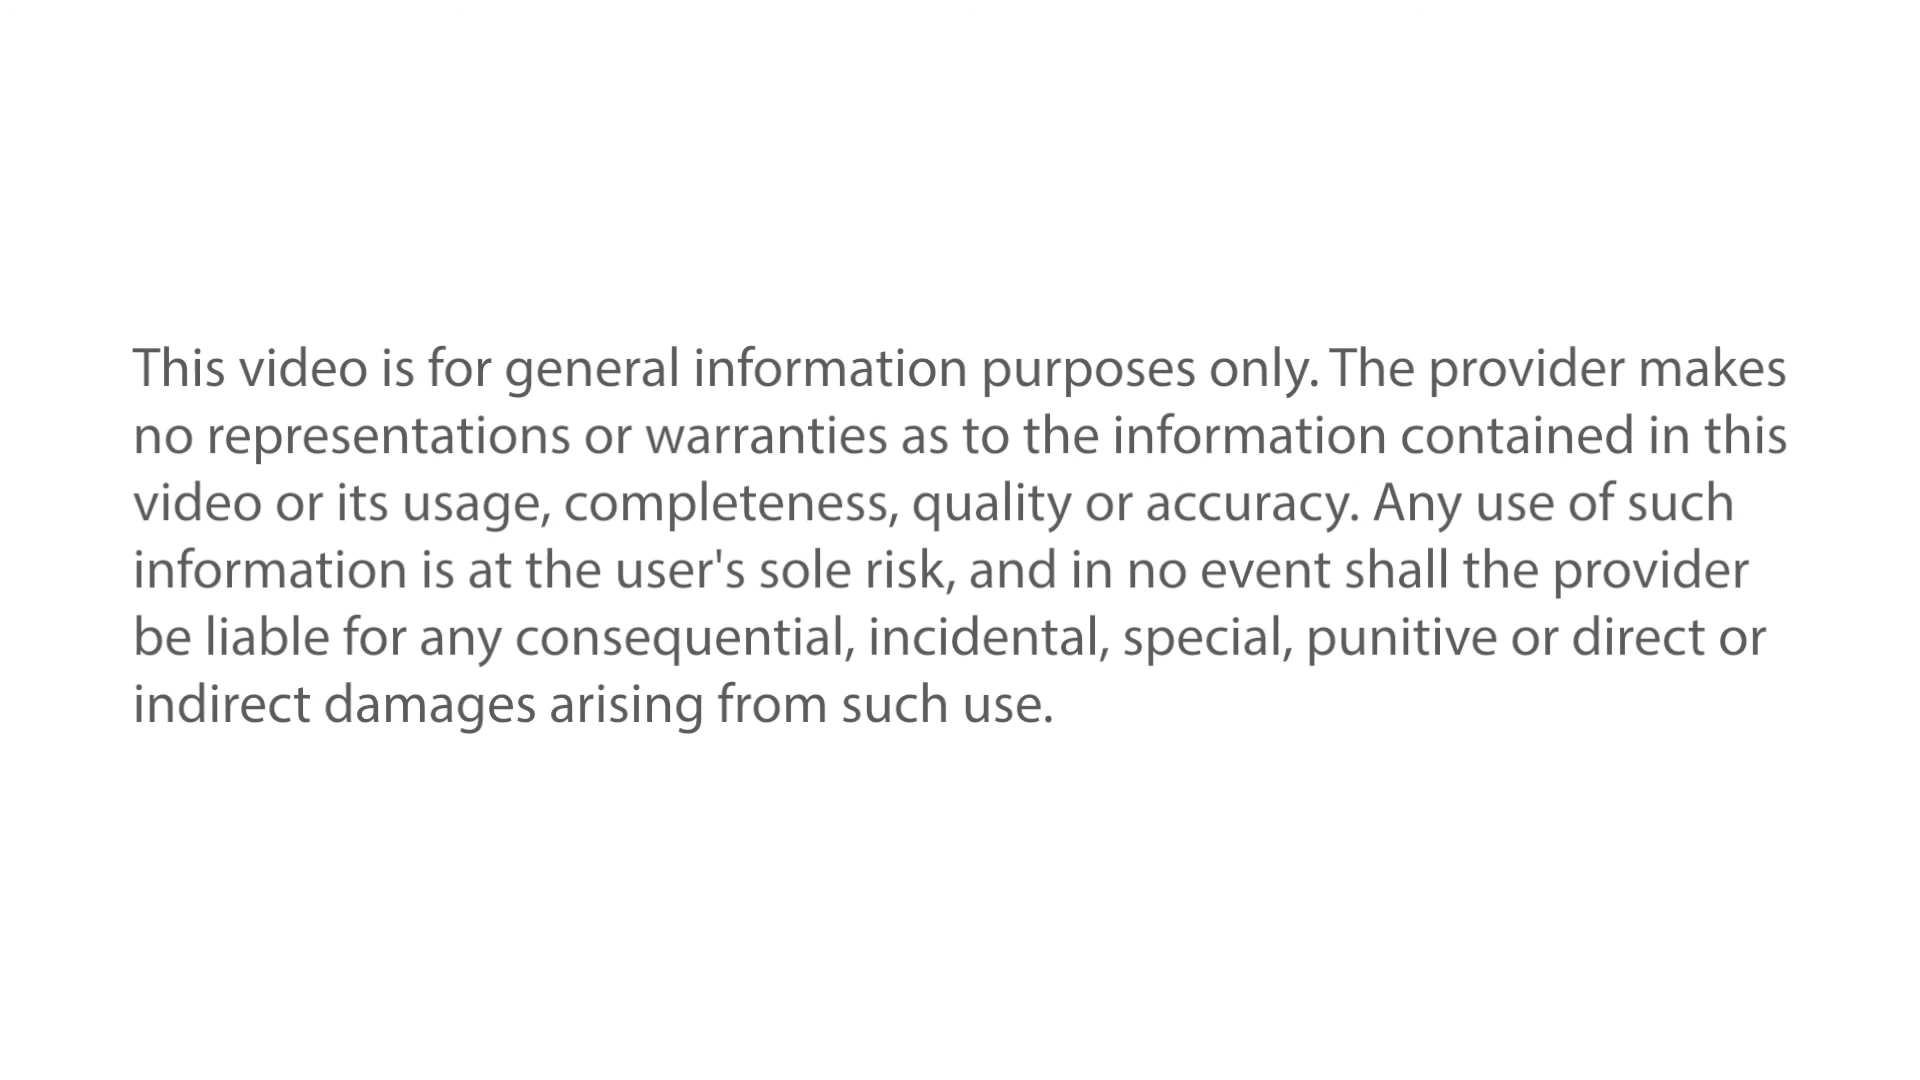 This video is for general information purposes only. The provider makes
no representations or warranties as to the information contained in this
video or its usage, completeness, quality or accuracy. Any use of such
information is at the user's sole risk, and in no event shall the provider
be liable for any consequential, incidental, special, punitive or direct or
indirect damages arising from such use.